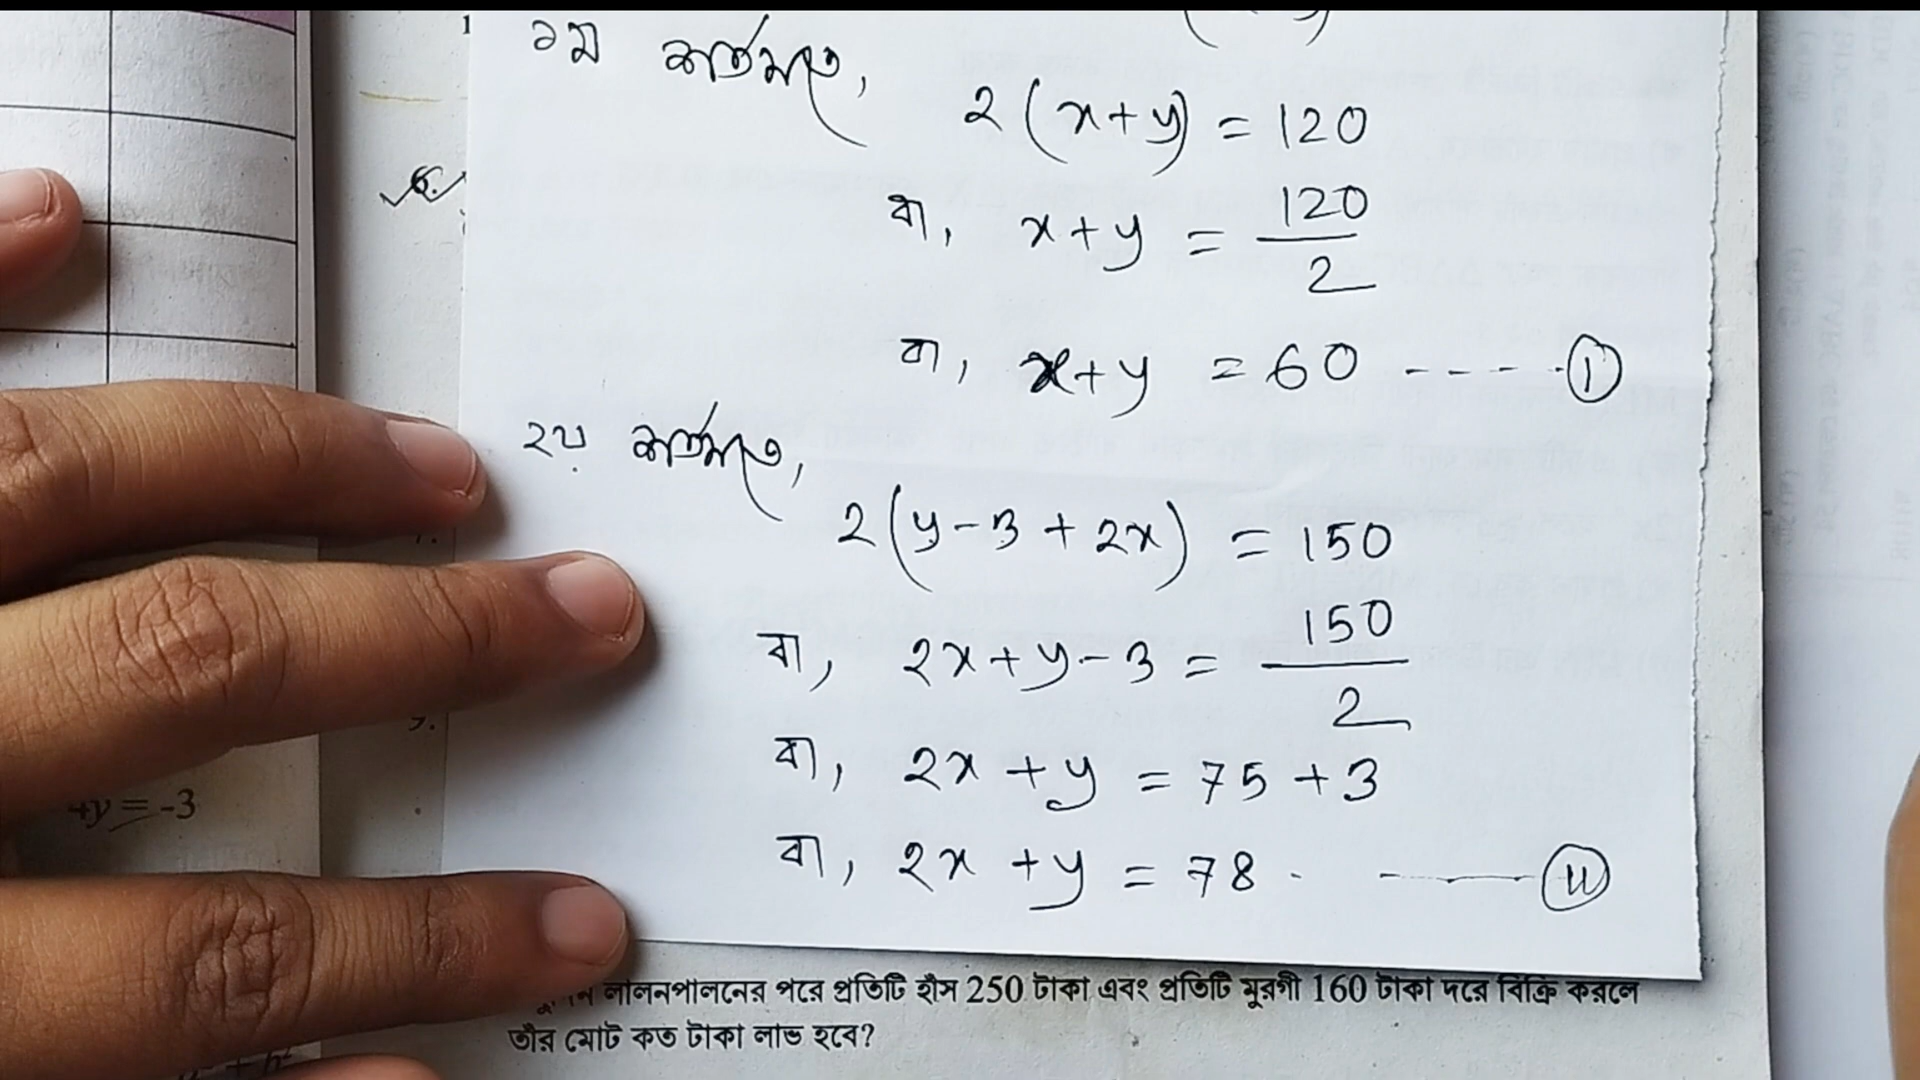 ১ম শর্তমতে,
2(x+y) = 120
বা, x+y = 120/2
বা, x+y = 60 ---- (i)
২য় শর্তমতে,
2(y-3+2x) = 150
বা, 2x+y-3 = 150/2
বা, 2x+y = 75+3
বা, 2x+y = 78. —— (ii)
+y = -3
লালনপালনের পরে প্রতিটি হাঁস 250 টাকা এবং প্রতিটি মুরগী 160 টাকা দরে বিক্রি করলে
তাঁর মোট কত টাকা লাভ হবে?